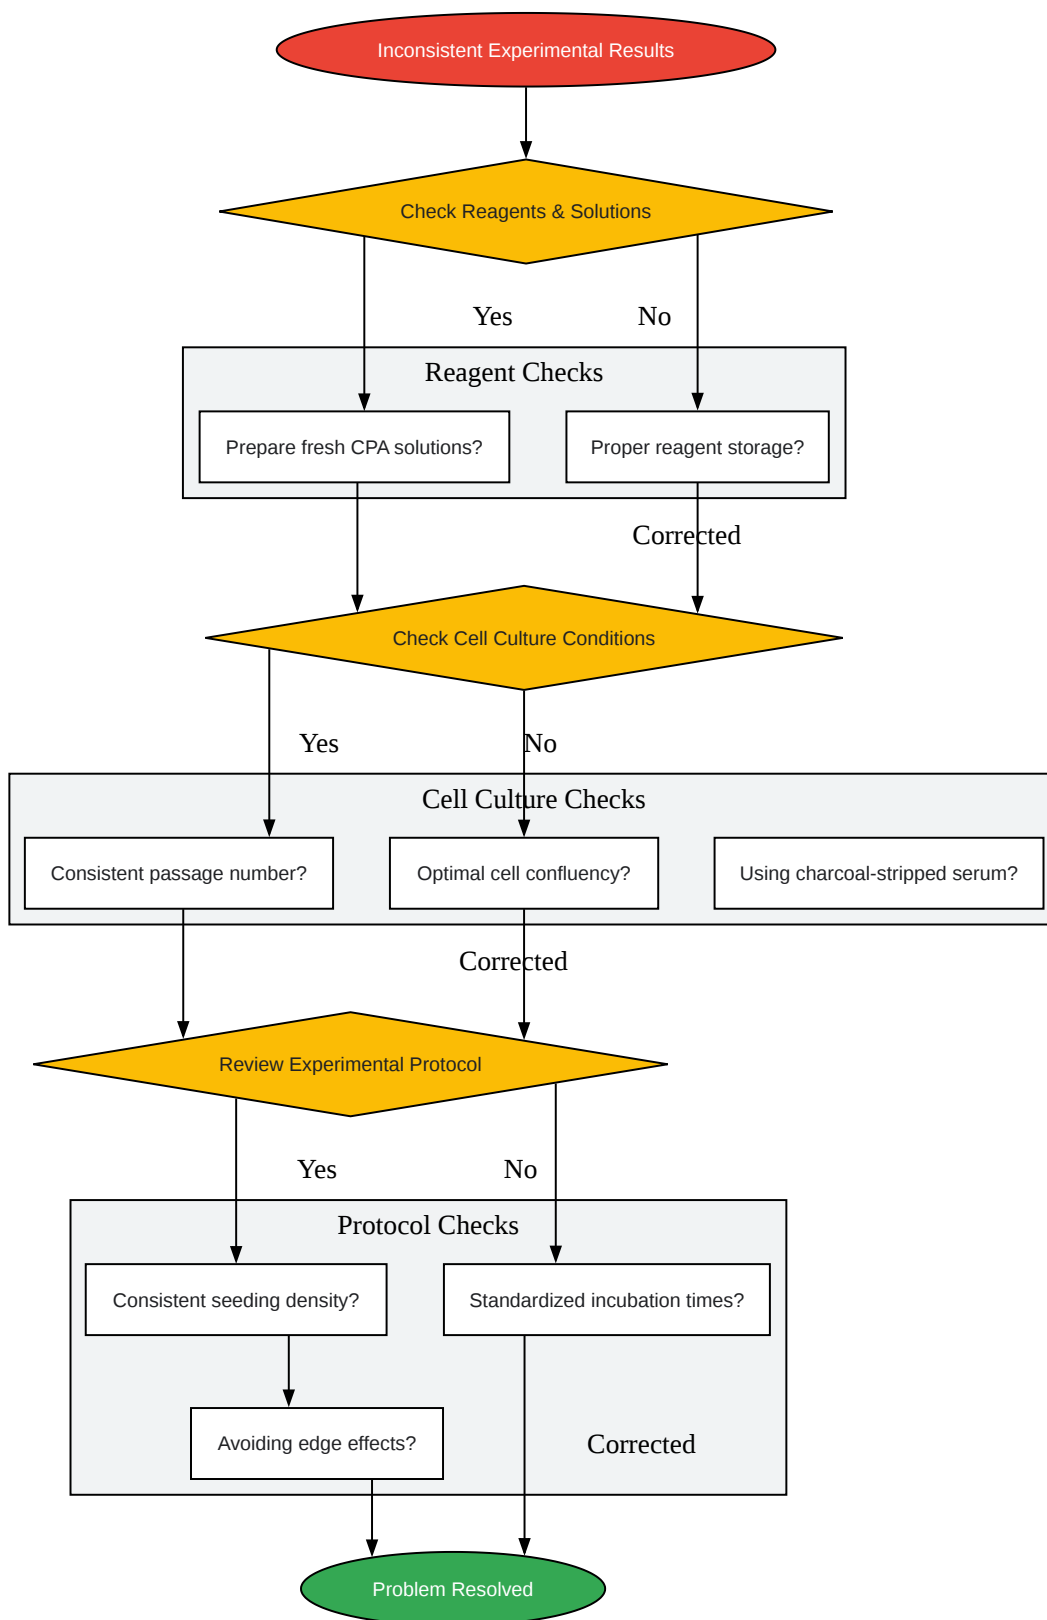 Inconsistent Experimental Results
Check Reagents & Solutions
Yes
No
Reagent Checks
Prepare fresh CPA solutions?
Proper reagent storage?
Corrected
Check Cell Culture Conditions
Yes
No
Cell Culture Checks
Consistent passage number?
Optimal cell confluency?
Using charcoal-stripped serum?
Corrected
Review Experimental Protocol
Yes
No
Protocol Checks
Consistent seeding density?
Standardized incubation times?
Avoiding edge effects?
Corrected
Problem Resolved